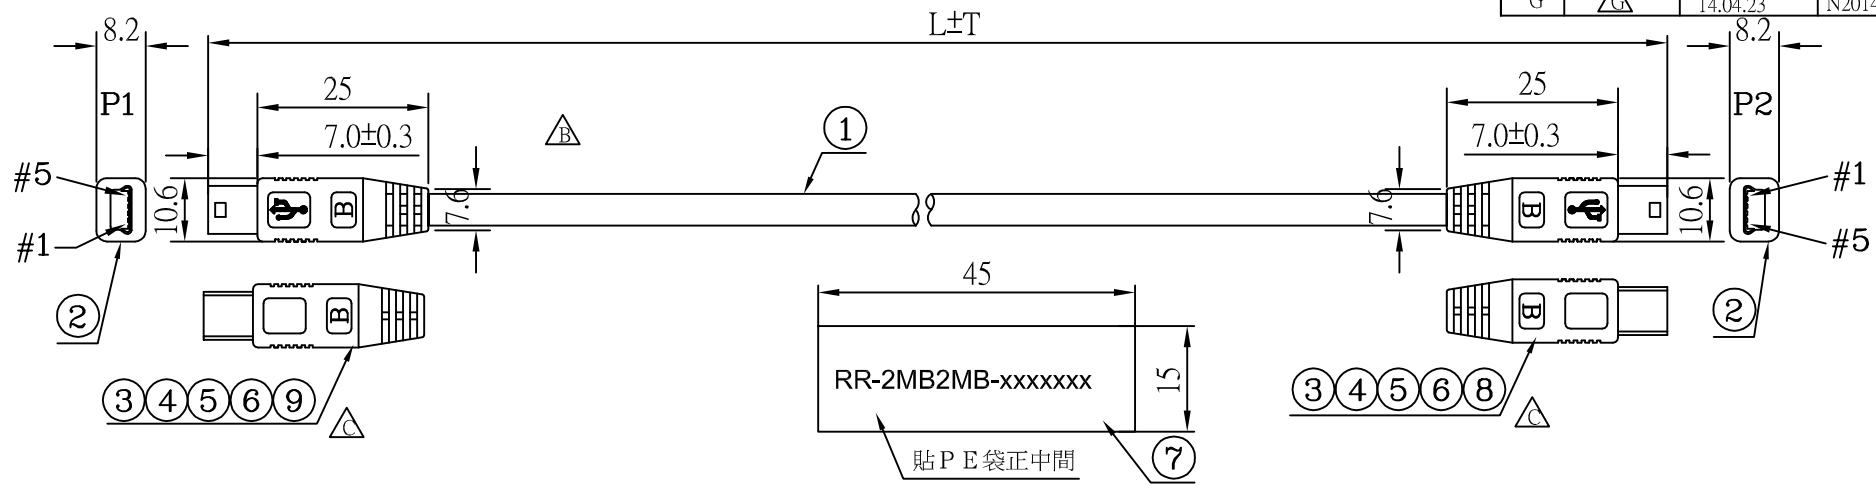 G G 14.04.23 N2014
8.2 L±T 8.2
P1 25 25 P2
7.0±0.3 B 1 7.0±0.3
#5 10.6 B 7.6 7.6 B 10.6 #1
#1 #5
2 B 45 B 2
RR-2MB2MB-xxxxxxx 15
3 4 5 6 9 C 3 4 5 6 8 C
貼PE袋正中間 7